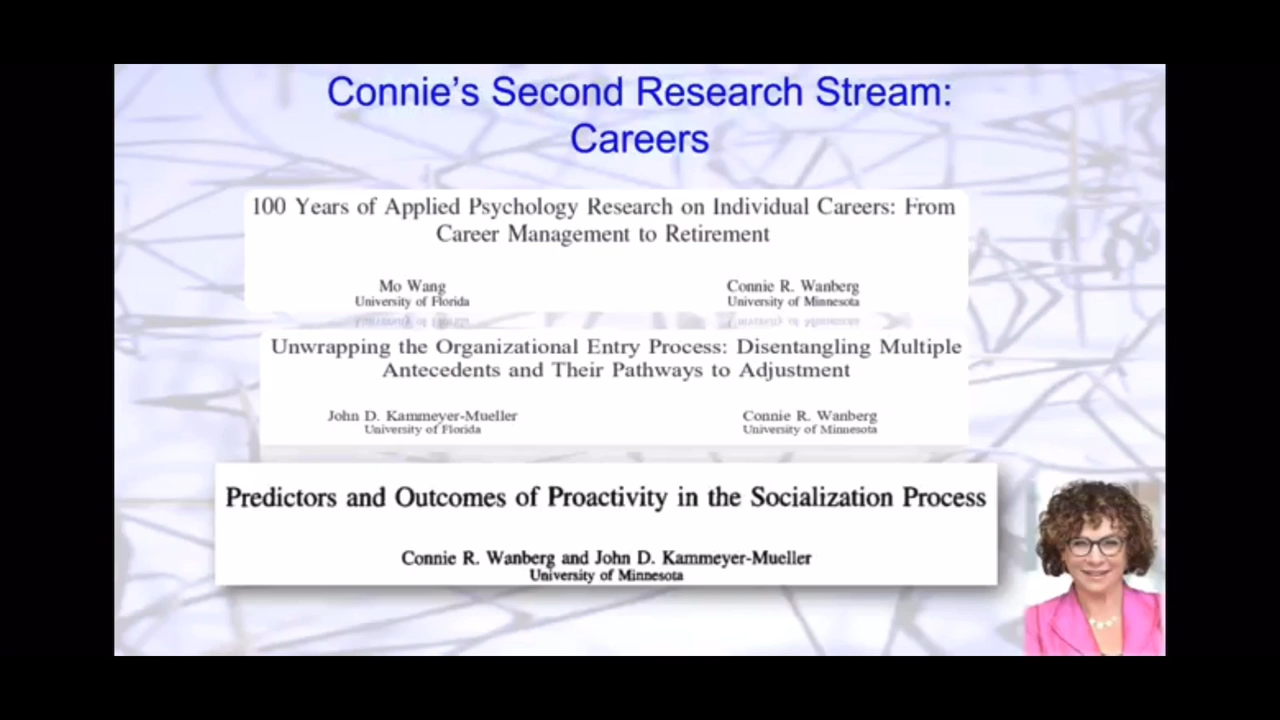 Connie's Second Research Stream:
Careers
100 Years of Applied Psychology Research on Individual Careers: From
Career Management to Retirement
Mo Wang
University of Florida
Connie R. Wanberg
University of Minnesota
Unwrapping the Organizational Entry Process: Disentangling Multiple
Antecedents and Their Pathways to Adjustment
John D. Kammeyer-Mueller
University of Florida
Connie R. Wanberg
University of Minnesota
Predictors and Outcomes of Proactivity in the Socialization Process
Connie R. Wanberg and John D. Kammeyer-Mueller
University of Minnesota